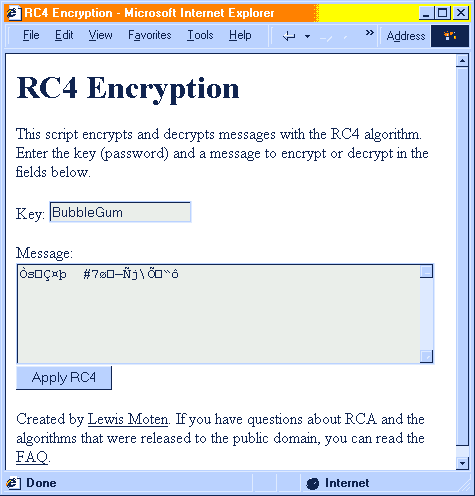 RC4 Encryption - Microsoft Internet Explorer
File Edit View Favorites Tools Help » Address
RC4 Encryption
This script encrypts and decrypts messages with the RC4 algorithm.
Enter the key (password) and a message to encrypt or decrypt in the
fields below.
Key: BubbleGum
Message:
Òs□Ç¤þ #7ø□—Ñj\Õ□‟ô
Apply RC4
Created by Lewis Moten. If you have questions about RCA and the
algorithms that were released to the public domain, you can read the
FAQ.
Done Internet